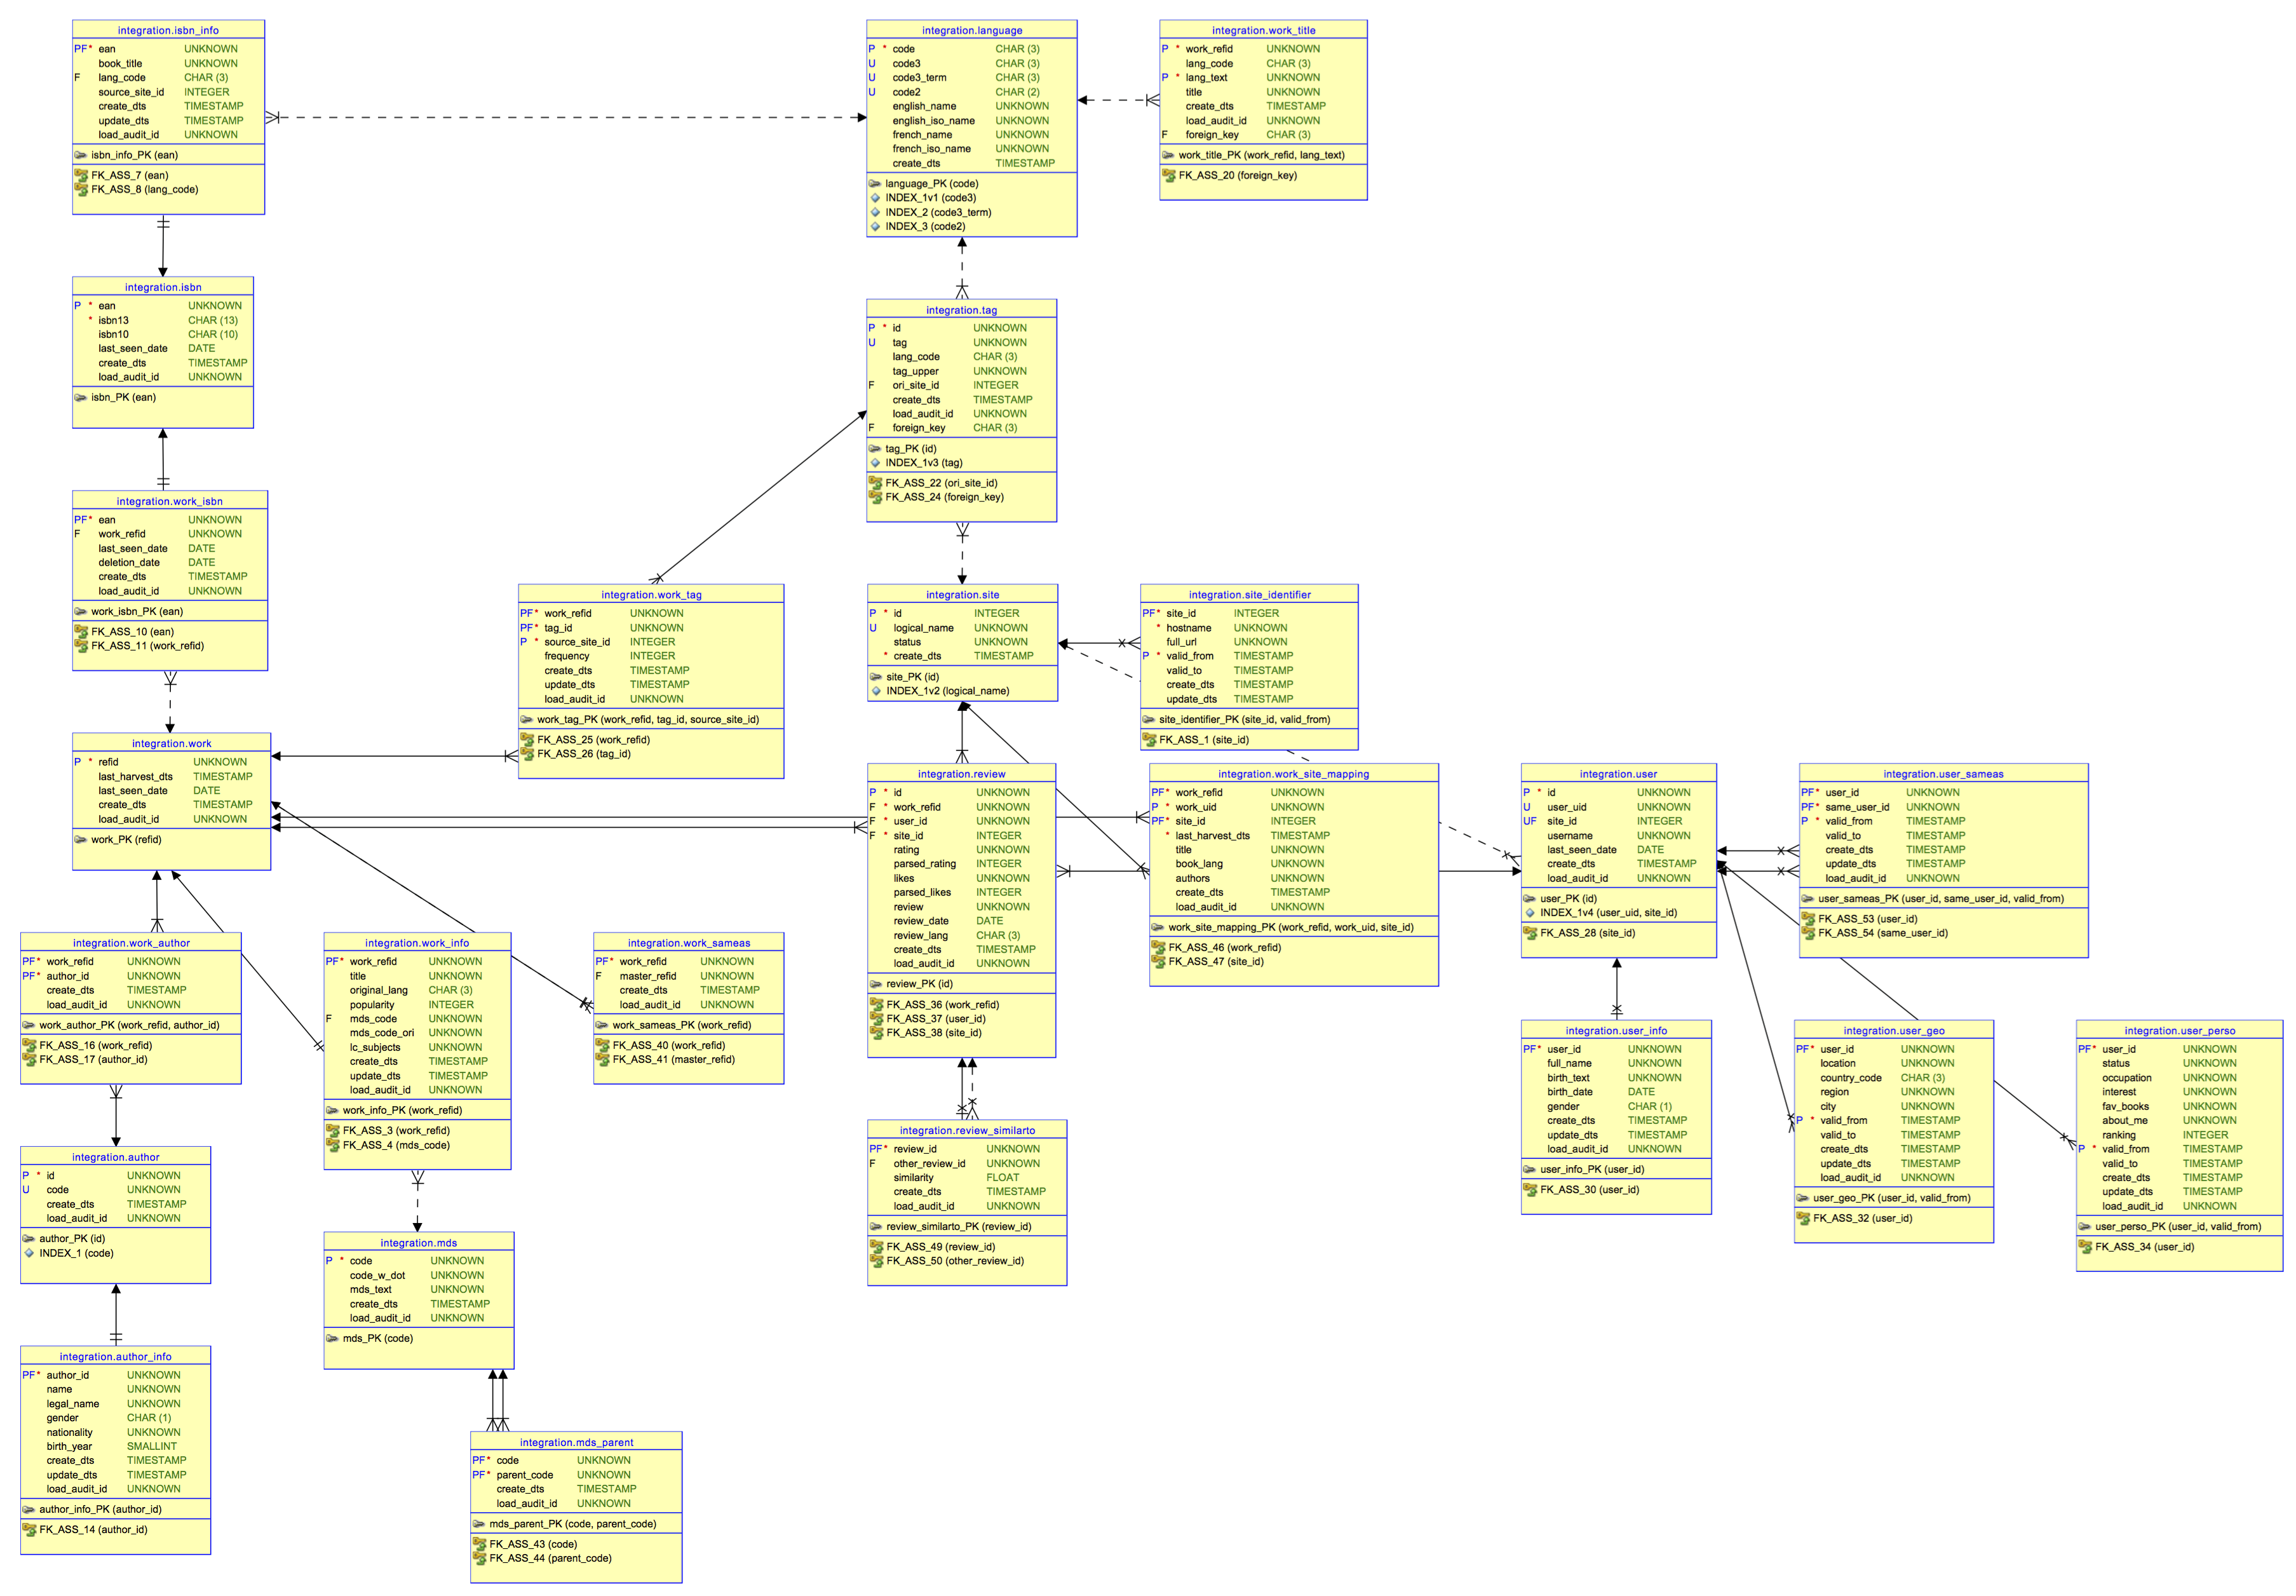 integration.isbn_info
PF * ean UNKNOWN
book_title UNKNOWN
F lang_code CHAR (3)
source_site_id INTEGER
create_dts TIMESTAMP
update_dts TIMESTAMP
load_audit_id UNKNOWN
isbn_info_PK (ean)
FK_ASS_7 (ean)
FK_ASS_8 (lang_code)
integration.language
P * code CHAR (3)
U code3 CHAR (3)
U code3_term CHAR (3)
U code2 CHAR (2)
english_name UNKNOWN
english_iso_name UNKNOWN
french_name UNKNOWN
french_iso_name UNKNOWN
create_dts TIMESTAMP
language_PK (code)
INDEX_1v1 (code3)
INDEX_2 (code3_term)
INDEX_3 (code2)
integration.work_title
P * work_refid UNKNOWN
lang_code CHAR (3)
P * lang_text UNKNOWN
title UNKNOWN
create_dts TIMESTAMP
load_audit_id UNKNOWN
F foreign_key CHAR (3)
work_title_PK (work_refid, lang_text)
FK_ASS_20 (foreign_key)
integration.isbn
P * ean UNKNOWN
* isbn13 CHAR (13)
isbn10 CHAR (10)
last_seen_date DATE
create_dts TIMESTAMP
load_audit_id UNKNOWN
isbn_PK (ean)
integration.tag
P * id UNKNOWN
U tag UNKNOWN
lang_code CHAR (3)
tag_upper UNKNOWN
F ori_site_id INTEGER
create_dts TIMESTAMP
load_audit_id UNKNOWN
F foreign_key CHAR (3)
tag_PK (id)
INDEX_1v3 (tag)
FK_ASS_22 (ori_site_id)
FK_ASS_24 (foreign_key)
integration.work_isbn
PF * ean UNKNOWN
F work_refid UNKNOWN
last_seen_date DATE
deletion_date DATE
create_dts TIMESTAMP
load_audit_id UNKNOWN
work_isbn_PK (ean)
FK_ASS_10 (ean)
FK_ASS_11 (work_refid)
integration.work_tag
PF * work_refid UNKNOWN
PF * tag_id UNKNOWN
P * source_site_id INTEGER
frequency INTEGER
create_dts TIMESTAMP
update_dts TIMESTAMP
load_audit_id UNKNOWN
work_tag_PK (work_refid, tag_id, source_site_id)
FK_ASS_25 (work_refid)
FK_ASS_26 (tag_id)
integration.site
P * id INTEGER
U logical_name UNKNOWN
status UNKNOWN
* create_dts TIMESTAMP
site_PK (id)
INDEX_1v2 (logical_name)
integration.site_identifier
PF * site_id INTEGER
* hostname UNKNOWN
full_url UNKNOWN
P * valid_from TIMESTAMP
valid_to TIMESTAMP
create_dts TIMESTAMP
update_dts TIMESTAMP
site_identifier_PK (site_id, valid_from)
FK_ASS_1 (site_id)
integration.work
P * refid UNKNOWN
last_harvest_dts TIMESTAMP
last_seen_date DATE
create_dts TIMESTAMP
load_audit_id UNKNOWN
work_PK (refid)
integration.review
P * id UNKNOWN
F * work_refid UNKNOWN
F * user_id UNKNOWN
F * site_id INTEGER
rating UNKNOWN
parsed_rating INTEGER
likes UNKNOWN
parsed_likes INTEGER
review UNKNOWN
review_date DATE
review_lang CHAR (3)
create_dts TIMESTAMP
load_audit_id UNKNOWN
review_PK (id)
FK_ASS_36 (work_refid)
FK_ASS_37 (user_id)
FK_ASS_38 (site_id)
integration.work_site_mapping
PF * work_refid UNKNOWN
P * work_uid UNKNOWN
PF * site_id INTEGER
* last_harvest_dts TIMESTAMP
title UNKNOWN
book_lang UNKNOWN
authors UNKNOWN
create_dts TIMESTAMP
load_audit_id UNKNOWN
work_site_mapping_PK (work_refid, work_uid, site_id)
FK_ASS_46 (work_refid)
FK_ASS_47 (site_id)
integration.user
P * id UNKNOWN
U user_uid UNKNOWN
UF site_id INTEGER
username UNKNOWN
last_seen_date DATE
create_dts TIMESTAMP
load_audit_id UNKNOWN
user_PK (id)
INDEX_1v4 (user_uid, site_id)
FK_ASS_28 (site_id)
integration.user_sameas
PF * user_id UNKNOWN
PF * same_user_id UNKNOWN
P * valid_from TIMESTAMP
valid_to TIMESTAMP
create_dts TIMESTAMP
update_dts TIMESTAMP
load_audit_id UNKNOWN
user_sameas_PK (user_id, same_user_id, valid_from)
FK_ASS_53 (user_id)
FK_ASS_54 (same_user_id)
integration.work_author
PF * work_refid UNKNOWN
PF * author_id UNKNOWN
create_dts TIMESTAMP
load_audit_id UNKNOWN
work_author_PK (work_refid, author_id)
FK_ASS_16 (work_refid)
FK_ASS_17 (author_id)
integration.work_info
PF * work_refid UNKNOWN
title UNKNOWN
original_lang CHAR (3)
popularity INTEGER
F mds_code UNKNOWN
mds_code_ori UNKNOWN
lc_subjects UNKNOWN
create_dts TIMESTAMP
update_dts TIMESTAMP
load_audit_id UNKNOWN
work_info_PK (work_refid)
FK_ASS_3 (work_refid)
FK_ASS_4 (mds_code)
integration.work_sameas
PF * work_refid UNKNOWN
F master_refid UNKNOWN
create_dts TIMESTAMP
load_audit_id UNKNOWN
work_sameas_PK (work_refid)
FK_ASS_40 (work_refid)
FK_ASS_41 (master_refid)
integration.user_info
PF * user_id UNKNOWN
full_name UNKNOWN
birth_text UNKNOWN
birth_date DATE
gender CHAR (1)
create_dts TIMESTAMP
update_dts TIMESTAMP
load_audit_id UNKNOWN
user_info_PK (user_id)
FK_ASS_30 (user_id)
integration.user_geo
PF * user_id UNKNOWN
location UNKNOWN
country_code CHAR (3)
region UNKNOWN
city UNKNOWN
P * valid_from TIMESTAMP
valid_to TIMESTAMP
create_dts TIMESTAMP
update_dts TIMESTAMP
load_audit_id UNKNOWN
user_geo_PK (user_id, valid_from)
FK_ASS_32 (user_id)
integration.user_perso
PF * user_id UNKNOWN
status UNKNOWN
occupation UNKNOWN
interest UNKNOWN
fav_books UNKNOWN
about_me UNKNOWN
ranking INTEGER
P * valid_from TIMESTAMP
valid_to TIMESTAMP
create_dts TIMESTAMP
update_dts TIMESTAMP
load_audit_id UNKNOWN
user_perso_PK (user_id, valid_from)
FK_ASS_34 (user_id)
integration.review_similarto
PF * review_id UNKNOWN
F other_review_id UNKNOWN
similarity FLOAT
create_dts TIMESTAMP
load_audit_id UNKNOWN
review_similarto_PK (review_id)
FK_ASS_49 (review_id)
FK_ASS_50 (other_review_id)
integration.author
P * id UNKNOWN
U code UNKNOWN
create_dts TIMESTAMP
load_audit_id UNKNOWN
author_PK (id)
INDEX_1 (code)
integration.mds
P * code UNKNOWN
code_w_dot UNKNOWN
mds_text UNKNOWN
create_dts TIMESTAMP
load_audit_id UNKNOWN
mds_PK (code)
integration.author_info
PF * author_id UNKNOWN
name UNKNOWN
legal_name UNKNOWN
gender CHAR (1)
nationality UNKNOWN
birth_year SMALLINT
create_dts TIMESTAMP
update_dts TIMESTAMP
load_audit_id UNKNOWN
author_info_PK (author_id)
FK_ASS_14 (author_id)
integration.mds_parent
PF * code UNKNOWN
PF * parent_code UNKNOWN
create_dts TIMESTAMP
load_audit_id UNKNOWN
mds_parent_PK (code, parent_code)
FK_ASS_43 (code)
FK_ASS_44 (parent_code)